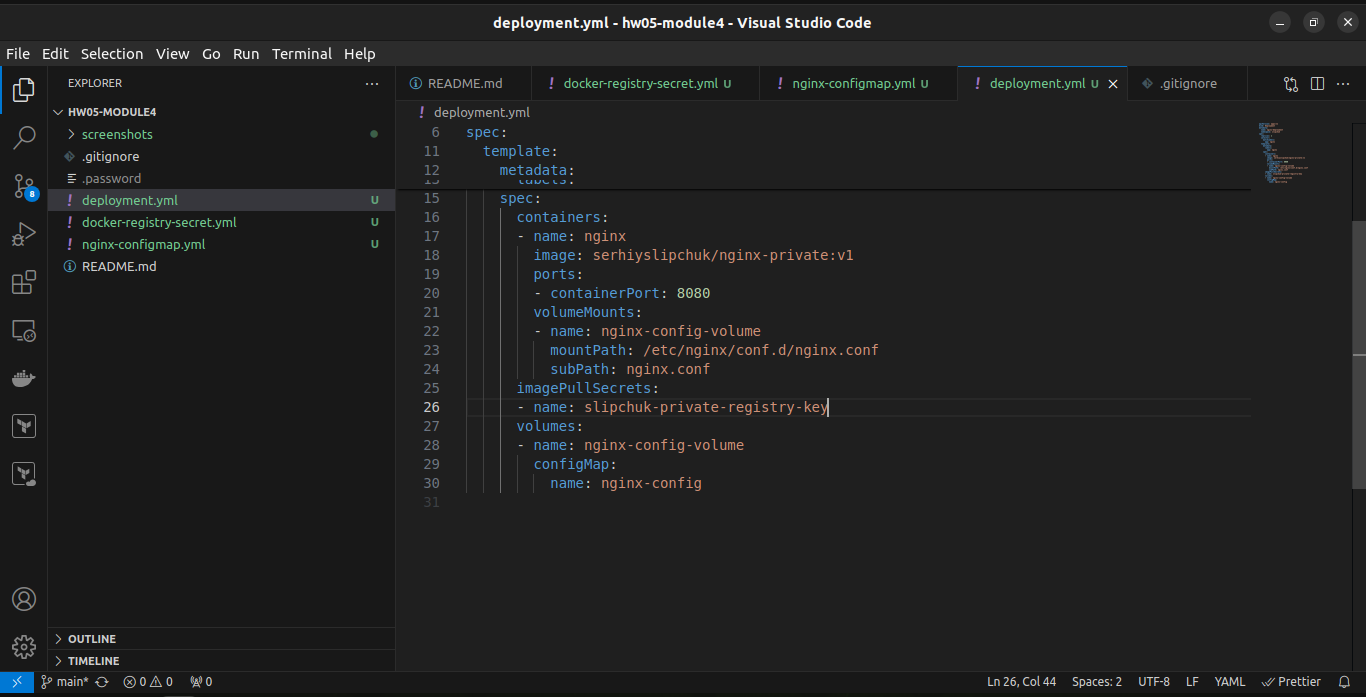 deployment.yml - hw05-module4 - Visual Studio Code
File Edit Selection View Go Run Terminal Help
EXPLORER
HW05-MODULE4
screenshots
.gitignore
.password
deployment.yml U
docker-registry-secret.yml U
nginx-configmap.yml U
README.md
8
OUTLINE
TIMELINE
README.md docker-registry-secret.yml U nginx-configmap.yml U deployment.yml U .gitignore
deployment.yml
6 spec:
11 template:
12 metadata:
13 labels:
15 spec:
16 containers:
17 - name: nginx
18 image: serhiyslipchuk/nginx-private:v1
19 ports:
20 - containerPort: 8080
21 volumeMounts:
22 - name: nginx-config-volume
23 mountPath: /etc/nginx/conf.d/nginx.conf
24 subPath: nginx.conf
25 imagePullSecrets:
26 - name: slipchuk-private-registry-key
27 volumes:
28 - name: nginx-config-volume
29 configMap:
30 name: nginx-config
31
main* 0 0 0 Ln 26, Col 44 Spaces: 2 UTF-8 LF YAML Prettier